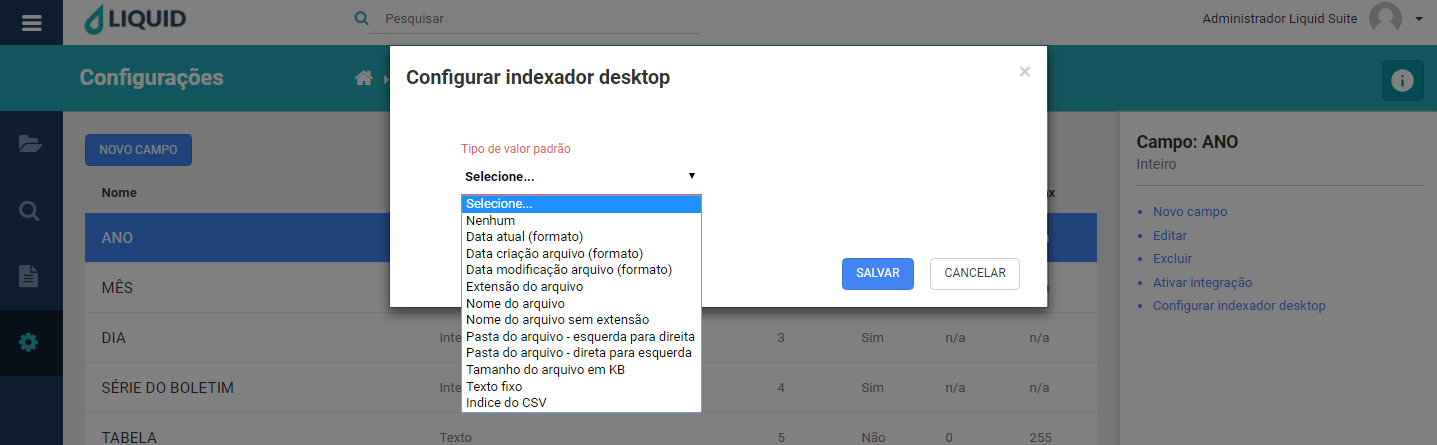 LIQUID
Pesquisar
Administrador Liquid Suite
Configurações
Configurar indexador desktop
×
Tipo de valor padrão
Selecione...
Selecione...
Nenhum
Data atual (formato)
Data criação arquivo (formato)
Data modificação arquivo (formato)
Extensão do arquivo
Nome do arquivo
Nome do arquivo sem extensão
Pasta do arquivo - esquerda para direita
Pasta do arquivo - direta para esquerda
Tamanho do arquivo em KB
Texto fixo
Indice do CSV
SALVAR
CANCELAR
NOVO CAMPO
Nome
ANO
MÊS
DIA 3 Sim n/a n/a
SÉRIE DO BOLETIM 4 Sim n/a n/a
TABELA Texto 5 Não 0 255
Campo: ANO
Inteiro
• Novo campo
• Editar
• Excluir
• Ativar integração
• Configurar indexador desktop